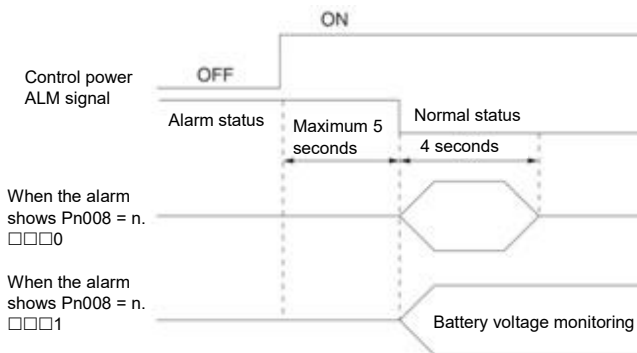 ON
OFF
Control power
ALM signal
Alarm status
Maximum 5
seconds
Normal status
4 seconds
When the alarm
shows Pn008 = n.
□□□0
When the alarm
shows Pn008 = n.
□□□1
Battery voltage monitoring